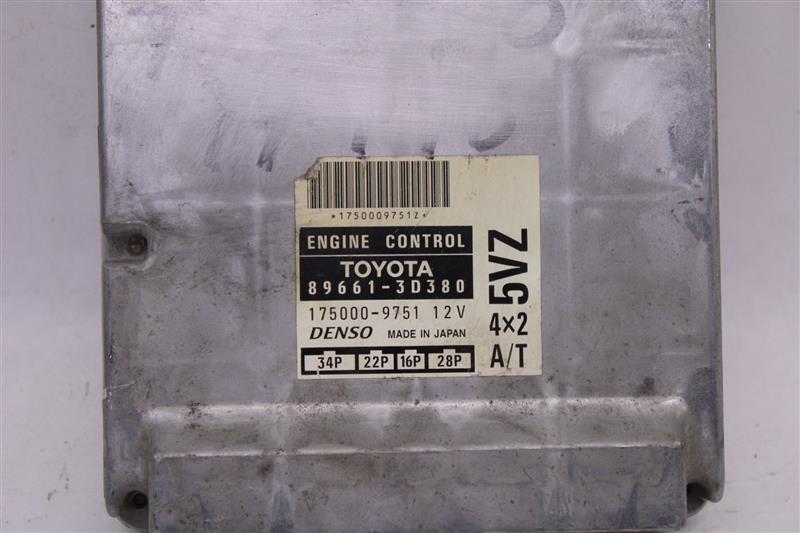 *1750009751Z*
ENGINE CONTROL
TOYOTA
89661-3D380
175000-9751 12V
DENSO MADE IN JAPAN
34P 22P 16P 28P
5VZ
4×2
A/T